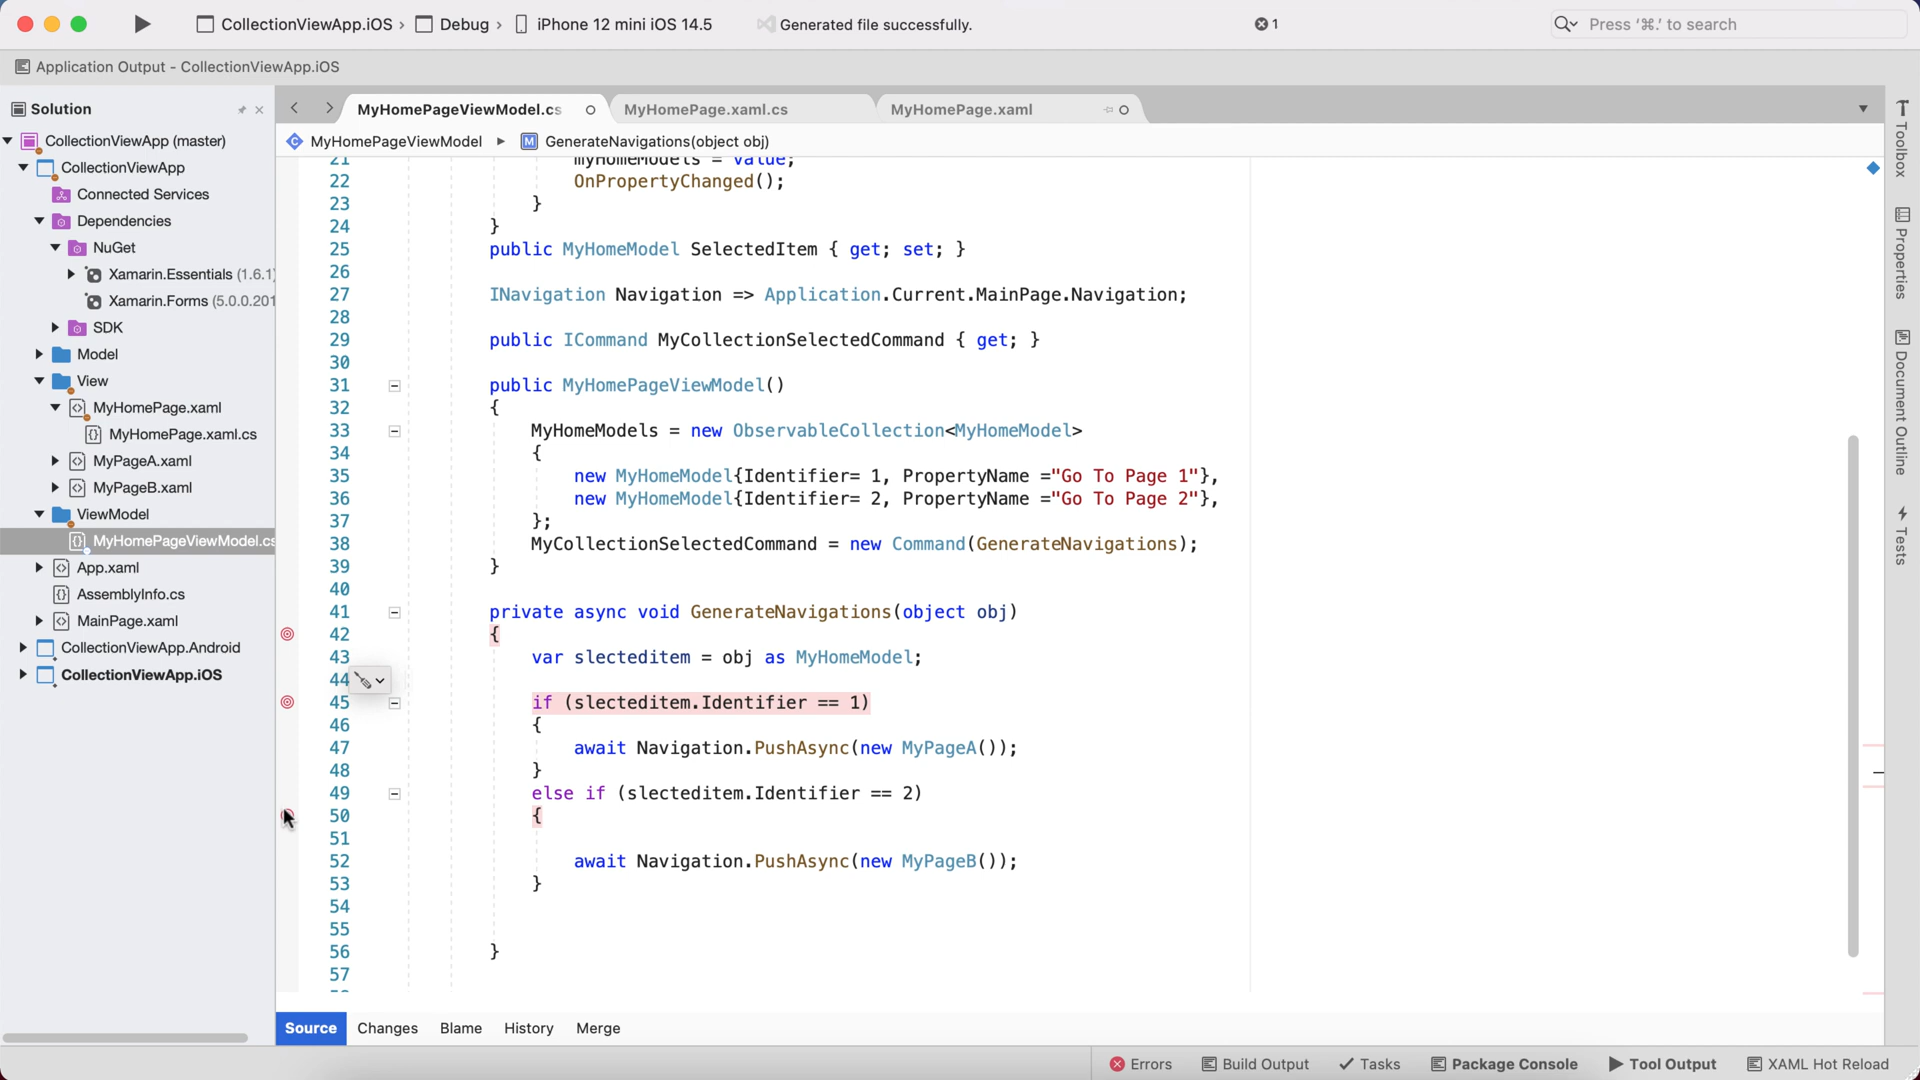 CollectionViewApp.iOS › Debug › iPhone 12 mini iOS 14.5
Generated file successfully.
1
Press ‘⌘.’ to search
Application Output - CollectionViewApp.iOS
Solution
CollectionViewApp (master)
CollectionViewApp
Connected Services
Dependencies
NuGet
Xamarin.Essentials (1.6.1)
Xamarin.Forms (5.0.0.201
SDK
Model
View
MyHomePage.xaml
MyHomePage.xaml.cs
MyPageA.xaml
MyPageB.xaml
ViewModel
MyHomePageViewModel.cs
App.xaml
AssemblyInfo.cs
MainPage.xaml
CollectionViewApp.Android
CollectionViewApp.iOS
MyHomePageViewModel.cs
MyHomePage.xaml.cs
MyHomePage.xaml
MyHomePageViewModel
M GenerateNavigations(object obj)
21 myHomeModels = value;
22 OnPropertyChanged();
23 }
24 }
25 public MyHomeModel SelectedItem { get; set; }
26
27 INavigation Navigation => Application.Current.MainPage.Navigation;
28
29 public ICommand MyCollectionSelectedCommand { get; }
30
31 public MyHomePageViewModel()
32 {
33 MyHomeModels = new ObservableCollection<MyHomeModel>
34 {
35 new MyHomeModel{Identifier= 1, PropertyName ="Go To Page 1"},
36 new MyHomeModel{Identifier= 2, PropertyName ="Go To Page 2"},
37 };
38 MyCollectionSelectedCommand = new Command(GenerateNavigations);
39 }
40
41 private async void GenerateNavigations(object obj)
42 {
43 var slecteditem = obj as MyHomeModel;
44
45 if (slecteditem.Identifier == 1)
46 {
47 await Navigation.PushAsync(new MyPageA());
48 }
49 else if (slecteditem.Identifier == 2)
50 {
51
52 await Navigation.PushAsync(new MyPageB());
53 }
54
55
56 }
57
Source Changes Blame History Merge
Toolbox
Properties
Document Outline
Tests
Errors Build Output Tasks Package Console Tool Output XAML Hot Reload